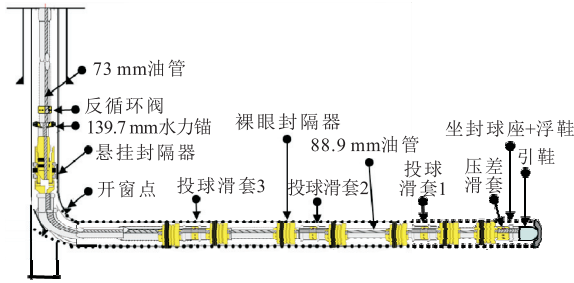 73 mm油管
反循环阀
139.7 mm水力锚
悬挂封隔器
开窗点
投球滑套3
裸眼封隔器
投球滑套2
88.9 mm油管
投球
滑套1
坐封球座+浮鞋
压差
滑套
引鞋